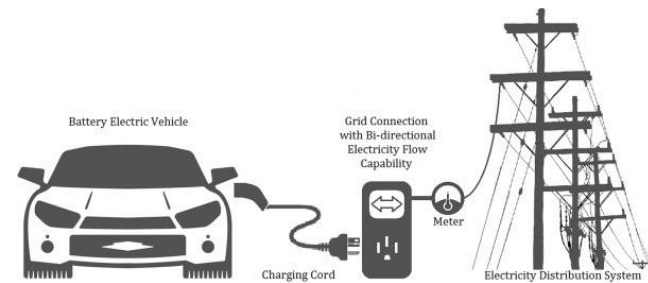 Battery Electric Vehicle
Grid Connection
with Bi-directional
Electricity Flow
Capability
Meter
Charging Cord
Electricity Distribution System